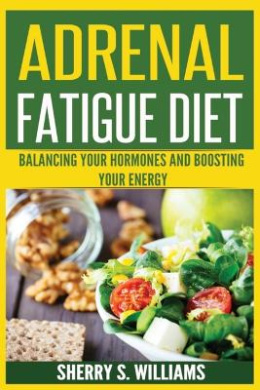 ADRENAL
FATIGUE DIET
BALANCING YOUR HORMONES AND BOOSTING
YOUR ENERGY
SHERRY S. WILLIAMS